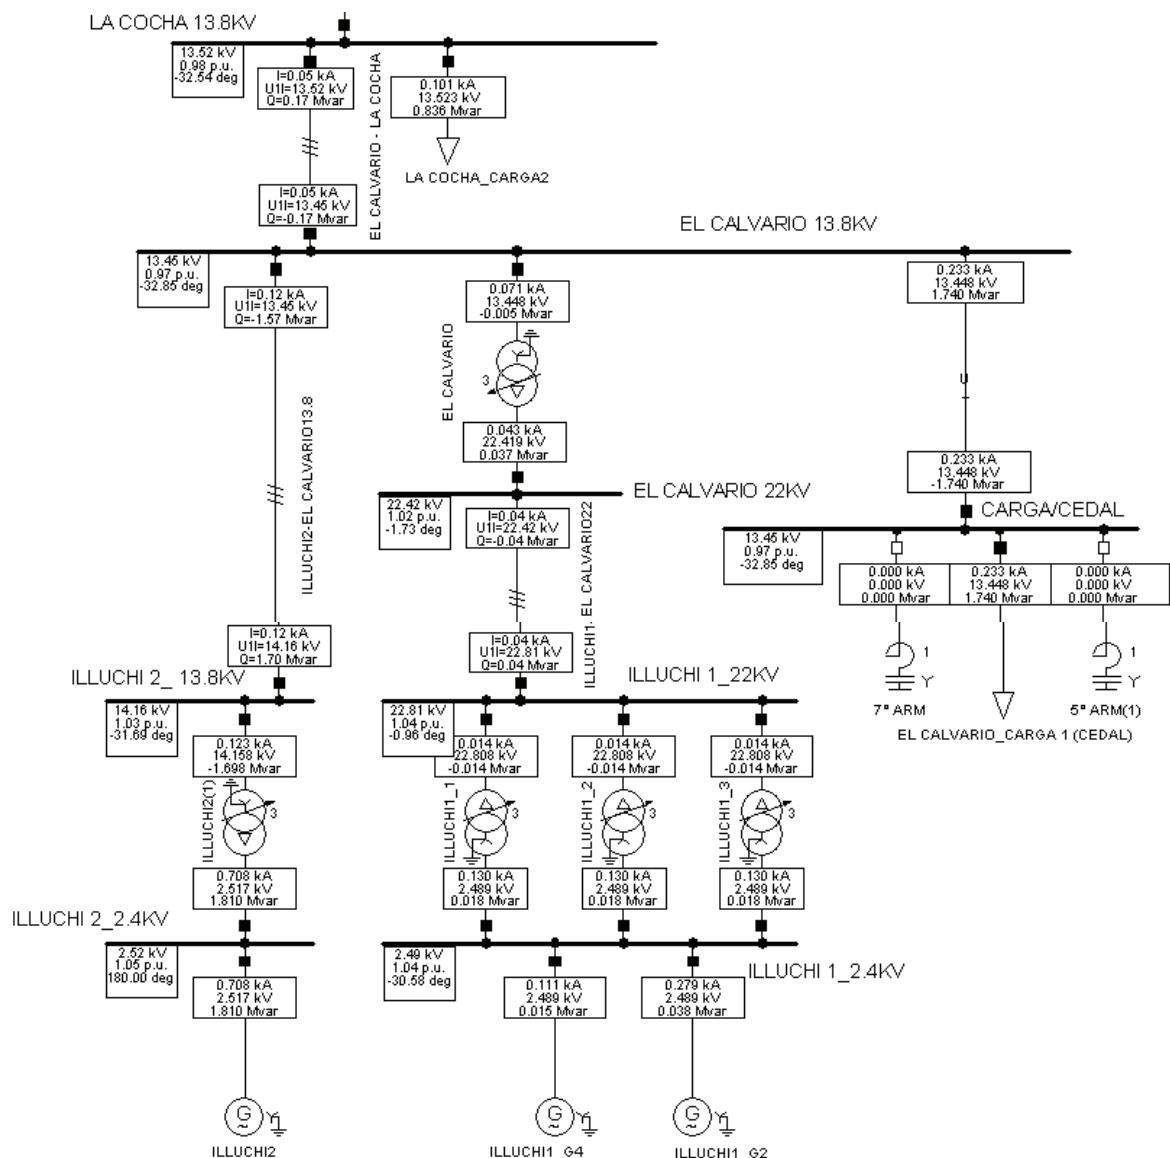 LA COCHA 13.8KV
13.52 kV
0.98 p.u.
-32.54 deg
I=0.05 kA
U1I=13.52 kV
Q=0.17 Mvar
0.101 kA
13.523 kV
0.836 Mvar
EL CALVARIO - LA COCHA
LA COCHA_CARGA2
I=0.05 kA
U1I=13.45 kV
Q=-0.17 Mvar
EL CALVARIO 13.8KV
13.45 kV
0.97 p.u.
-32.85 deg
I=0.12 kA
U1I=13.45 kV
Q=-1.57 Mvar
0.071 kA
13.448 kV
-0.005 Mvar
0.233 kA
13.448 kV
1.740 Mvar
EL CALVARIO
3
U
ILLUCHI2-EL CALVARIO13.8
0.043 kA
22.419 kV
0.037 Mvar
0.233 kA
13.448 kV
-1.740 Mvar
EL CALVARIO 22KV
22.42 kV
1.02 p.u.
-1.73 deg
I=0.04 kA
U1I=22.42 kV
Q=-0.04 Mvar
ILLUCHI1- EL CALVARIO22
CARGA/CEDAL
13.45 kV
0.97 p.u.
-32.85 deg
0.000 kA
0.000 kV
0.000 Mvar
0.233 kA
13.448 kV
1.740 Mvar
0.000 kA
0.000 kV
0.000 Mvar
1
Y
1
Y
7° ARM
5° ARM(1)
EL CALVARIO_CARGA 1 (CEDAL)
I=0.12 kA
U1I=14.16 kV
Q=1.70 Mvar
I=0.04 kA
U1I=22.81 kV
Q=0.04 Mvar
ILLUCHI 2_ 13.8KV
ILLUCHI 1_22KV
14.16 kV
1.03 p.u.
-31.69 deg
22.81 kV
1.04 p.u.
-0.96 deg
0.123 kA
14.158 kV
-1.698 Mvar
0.014 kA
22.808 kV
-0.014 Mvar
0.014 kA
22.808 kV
-0.014 Mvar
0.014 kA
22.808 kV
-0.014 Mvar
ILLUCHI2(1)
3
ILLUCHI1_1
3
ILLUCHI1_2
3
ILLUCHI1_3
3
0.708 kA
2.517 kV
1.810 Mvar
0.130 kA
2.489 kV
0.018 Mvar
0.130 kA
2.489 kV
0.018 Mvar
0.130 kA
2.489 kV
0.018 Mvar
ILLUCHI 2_2.4KV
2.52 kV
1.05 p.u.
180.00 deg
2.49 kV
1.04 p.u.
-30.58 deg
ILLUCHI 1_2.4KV
0.708 kA
2.517 kV
1.810 Mvar
0.111 kA
2.489 kV
0.015 Mvar
0.279 kA
2.489 kV
0.038 Mvar
G
~
G
~
G
~
ILLUCHI2
ILLUCHI1_G4
ILLUCHI1_G2